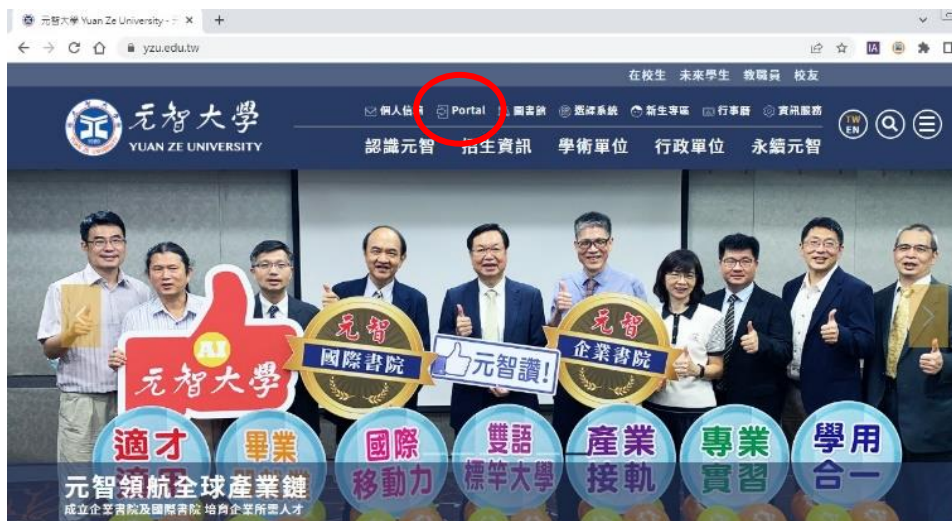 元智大學 Yuan Ze University - 元
yzu.edu.tw
在校生 未來學生 教職員 校友
元智大學
YUAN ZE UNIVERSITY
個人信箱 Portal 圖書館 選課系統 新生專區 行事曆 資訊服務
TW
EN
認識元智 招生資訊 學術單位 行政單位 永續元智
AI
元智大學
元智
國際書院
元智讚!
元智
企業書院
適才
適用
畢業
國際
移動力
雙語
標竿大學
產業
接軌
專業
實習
學用
合一
元智領航全球產業鏈
成立企業書院及國際書院 培育企業所需人才
IA